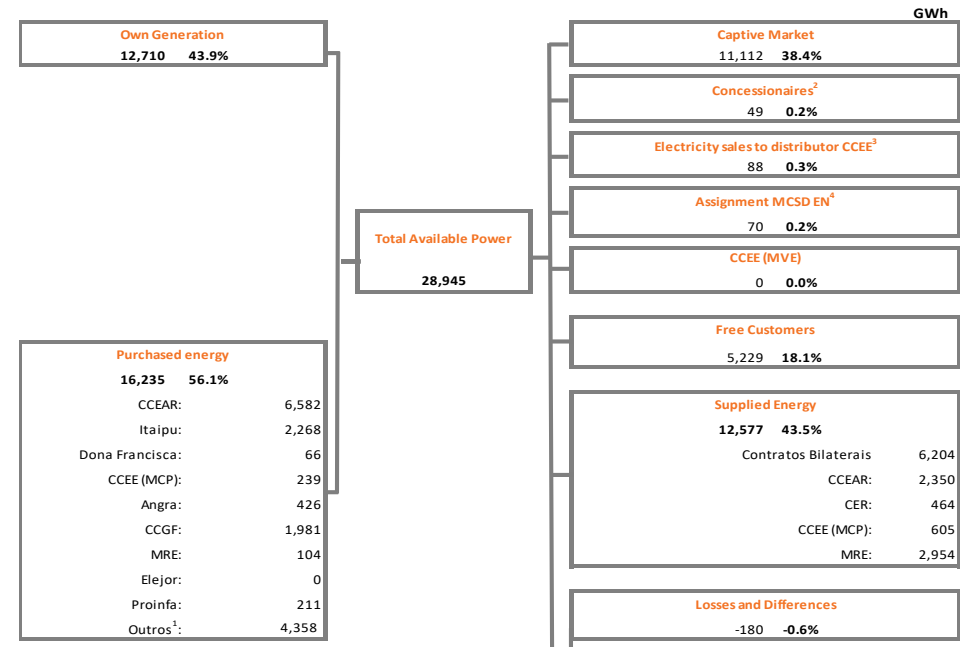 GWh
Own Generation
12,710 43.9%
Purchased energy
16,235 56.1%
CCEAR: 6,582
Itaipu: 2,268
Dona Francisca: 66
CCEE (MCP): 239
Angra: 426
CCGF: 1,981
MRE: 104
Elejor: 0
Proinfa: 211
Outros¹: 4,358
Total Available Power
28,945
Captive Market
11,112 38.4%
Concessionaires²
49 0.2%
Electricity sales to distributor CCEE³
88 0.3%
Assignment MCSD EN⁴
70 0.2%
CCEE (MVE)
0 0.0%
Free Customers
5,229 18.1%
Supplied Energy
12,577 43.5%
Contratos Bilaterais 6,204
CCEAR: 2,350
CER: 464
CCEE (MCP): 605
MRE: 2,954
Losses and Differences
-180 -0.6%